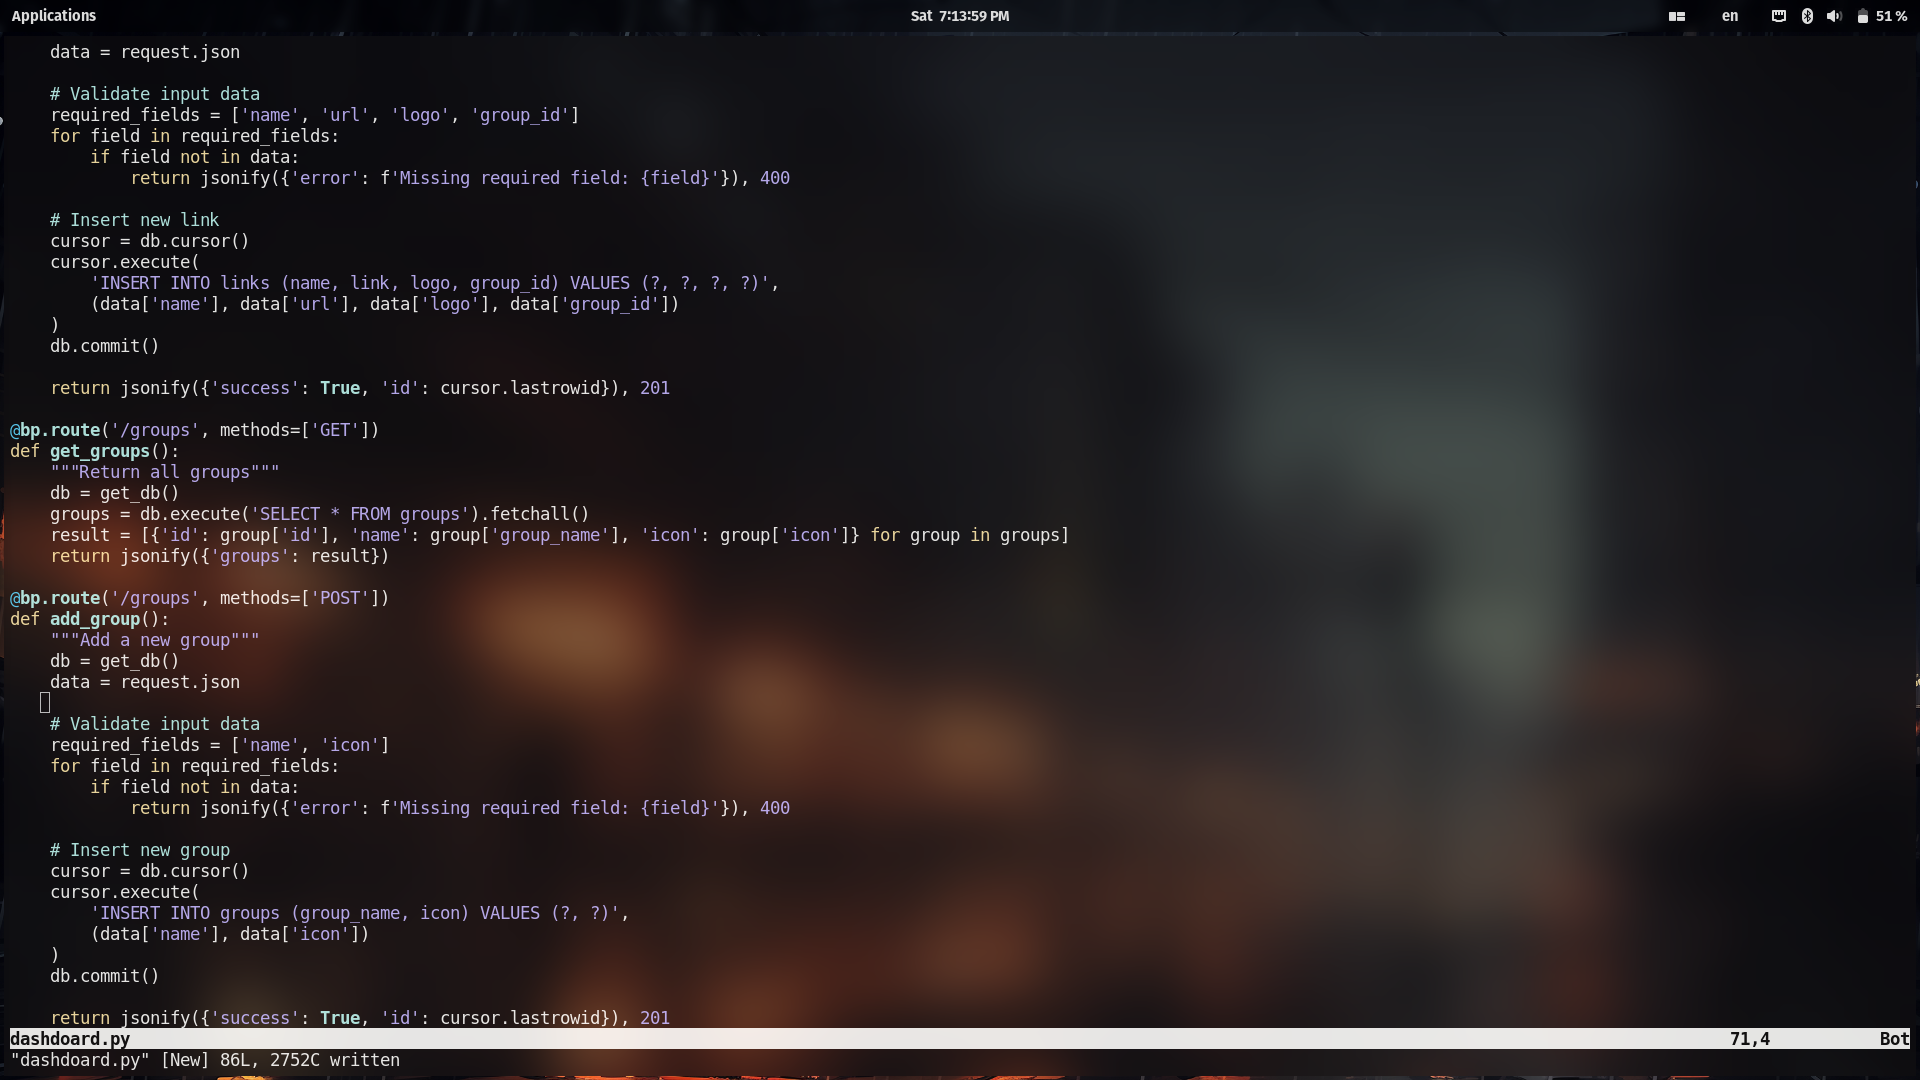 Applications
Sat 7:13:59 PM
en
51 %
    data = request.json

    # Validate input data
    required_fields = ['name', 'url', 'logo', 'group_id']
    for field in required_fields:
        if field not in data:
            return jsonify({'error': f'Missing required field: {field}'}), 400

    # Insert new link
    cursor = db.cursor()
    cursor.execute(
        'INSERT INTO links (name, link, logo, group_id) VALUES (?, ?, ?, ?)',
        (data['name'], data['url'], data['logo'], data['group_id'])
    )
    db.commit()

    return jsonify({'success': True, 'id': cursor.lastrowid}), 201

@bp.route('/groups', methods=['GET'])
def get_groups():
    """Return all groups"""
    db = get_db()
    groups = db.execute('SELECT * FROM groups').fetchall()
    result = [{'id': group['id'], 'name': group['group_name'], 'icon': group['icon']} for group in groups]
    return jsonify({'groups': result})

@bp.route('/groups', methods=['POST'])
def add_group():
    """Add a new group"""
    db = get_db()
    data = request.json

    # Validate input data
    required_fields = ['name', 'icon']
    for field in required_fields:
        if field not in data:
            return jsonify({'error': f'Missing required field: {field}'}), 400

    # Insert new group
    cursor = db.cursor()
    cursor.execute(
        'INSERT INTO groups (group_name, icon) VALUES (?, ?)',
        (data['name'], data['icon'])
    )
    db.commit()

    return jsonify({'success': True, 'id': cursor.lastrowid}), 201
dashdoard.py 71,4 Bot
"dashdoard.py" [New] 86L, 2752C written